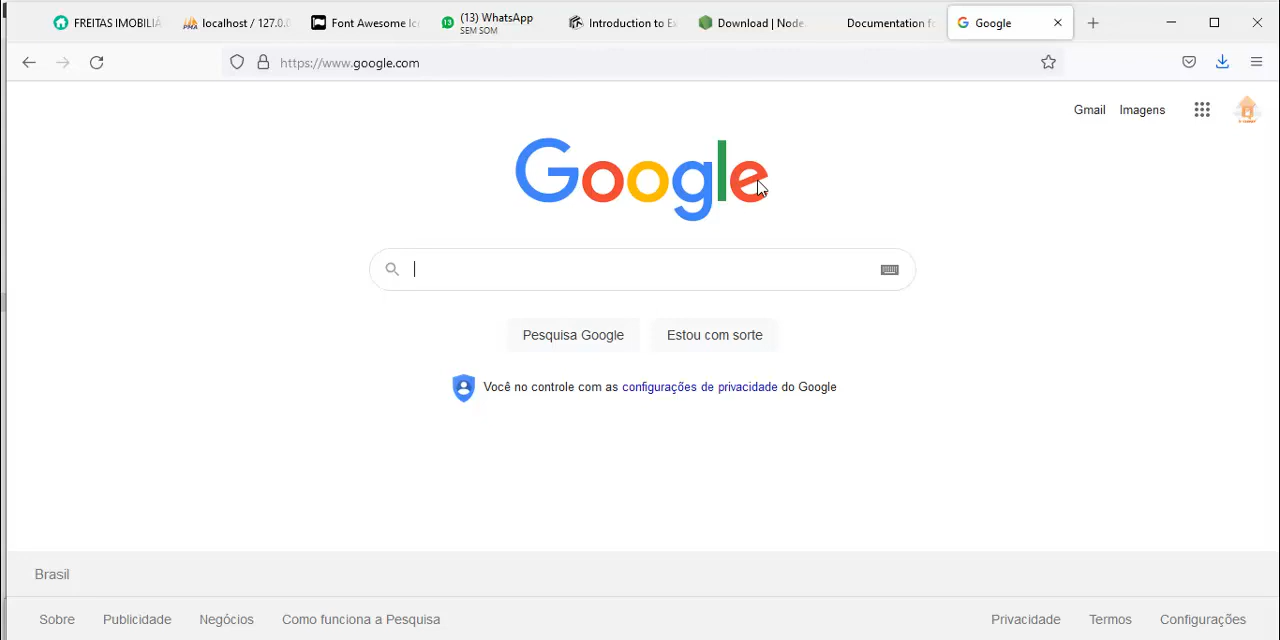 FREITAS IMOBILIÁ
localhost / 127.0.0
Font Awesome Ic
(13) WhatsApp
SEM SOM
Introduction to Ex
Download | Node.
Documentation fo
Google
https://www.google.com
Gmail Imagens
Google
Pesquisa Google Estou com sorte
Você no controle com as configurações de privacidade do Google
Brasil
Sobre Publicidade Negócios Como funciona a Pesquisa Privacidade Termos Configurações